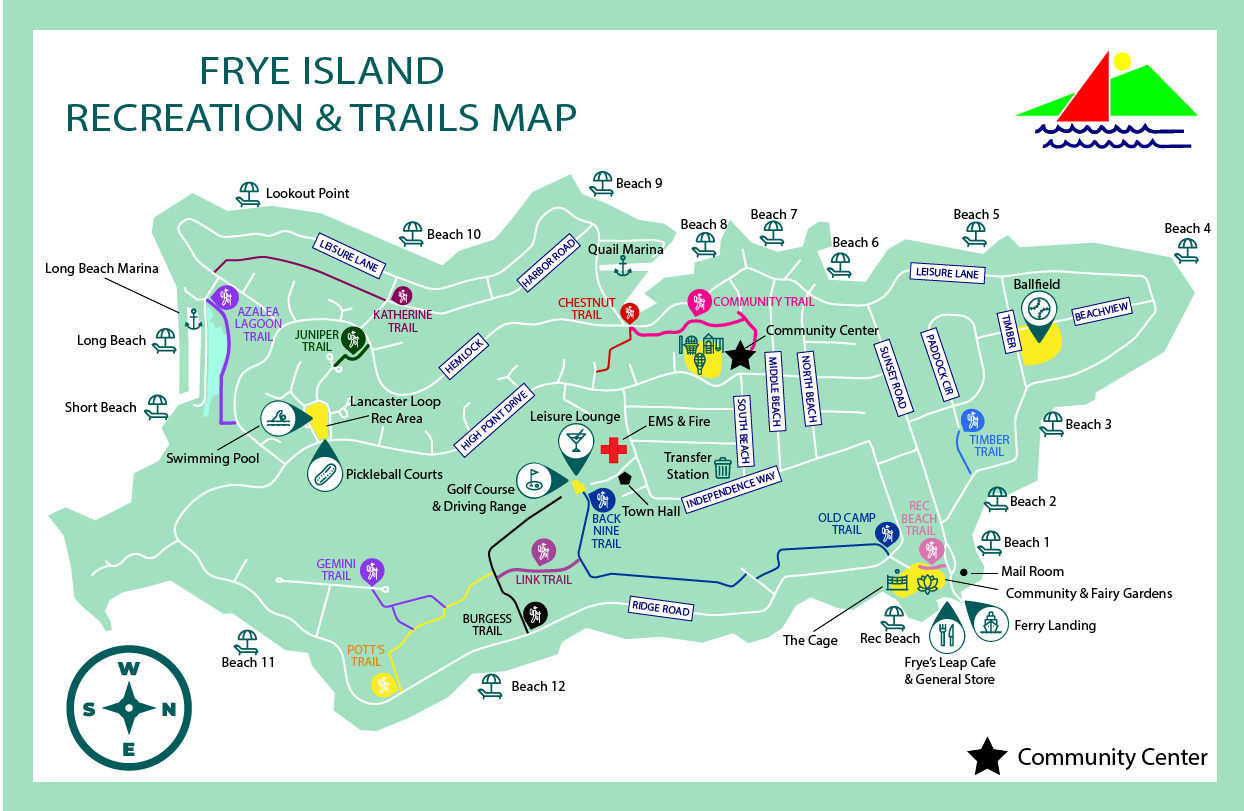 FRYE ISLAND
RECREATION & TRAILS MAP
Lookout Point
Beach 9
Beach 10
Beach 8
Beach 7
Beach 6
Beach 5
Beach 4
LEISURE LANE
HARBOR ROAD
Quail Marina
LEISURE LANE
Long Beach Marina
Ballfield
AZALEA
LAGOON
TRAIL
KATHERINE
TRAIL
CHESTNUT
TRAIL
COMMUNITY TRAIL
TIMBER
BEACHVIEW
Long Beach
JUNIPER
TRAIL
HEMLOCK
Community Center
MIDDLE BEACH
NORTH BEACH
SUNSET ROAD
PADDOCK CIR
Short Beach
Lancaster Loop
Rec Area
HIGH POINT DRIVE
Leisure Lounge
EMS & Fire
SOUTH BEACH
Beach 3
TIMBER
TRAIL
Swimming Pool
Pickleball Courts
Transfer
Station
Golf Course
& Driving Range
INDEPENDENCE WAY
Town Hall
BACK
NINE
TRAIL
OLD CAMP
TRAIL
REC
BEACH
TRAIL
Beach 2
Beach 1
GEMINI
TRAIL
LINK TRAIL
Mail Room
Community & Fairy Gardens
BURGESS
TRAIL
RIDGE ROAD
The Cage
Rec Beach
Ferry Landing
Beach 11
POTT'S
TRAIL
Frye's Leap Cafe
& General Store
Beach 12
W
S
N
E
Community Center